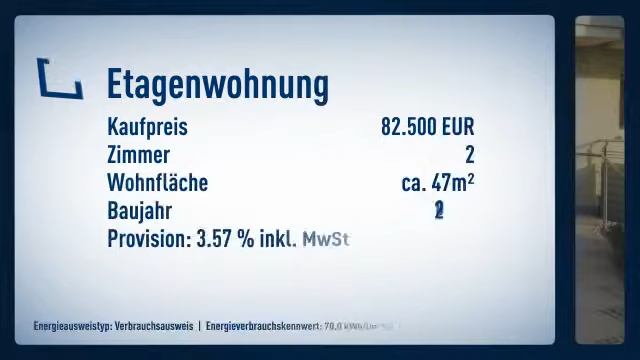 Etagenwohnung
Kaufpreis 82.500 EUR
Zimmer 2
Wohnfläche ca. 47m²
Baujahr
Provision: 3.57 % inkl. MwSt
Energieausweistyp: Verbrauchsausweis | Energieverbrauchskennwert: 70,0